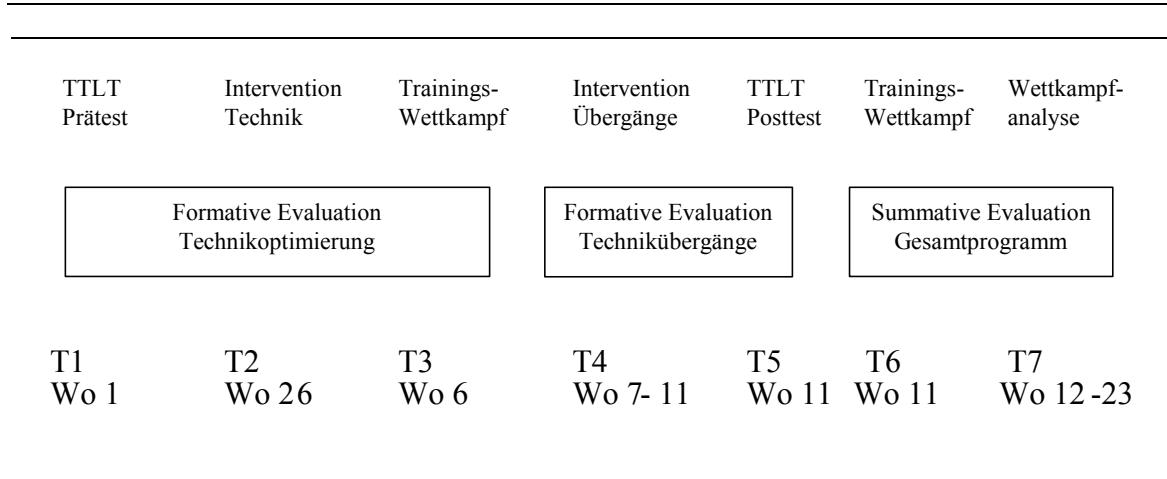 TTLT
Prätest
Intervention
Technik
Trainings-
Wettkampf
Intervention
Übergänge
TTLT
Posttest
Trainings-
Wettkampf
Wettkampf-
analyse
Formative Evaluation
Technikoptimierung
Formative Evaluation
Technikübergänge
Summative Evaluation
Gesamtprogramm
T1
Wo 1
T2
Wo 26
T3
Wo 6
T4
Wo 7- 11
T5
Wo 11
T6
Wo 11
T7
Wo 12 -23